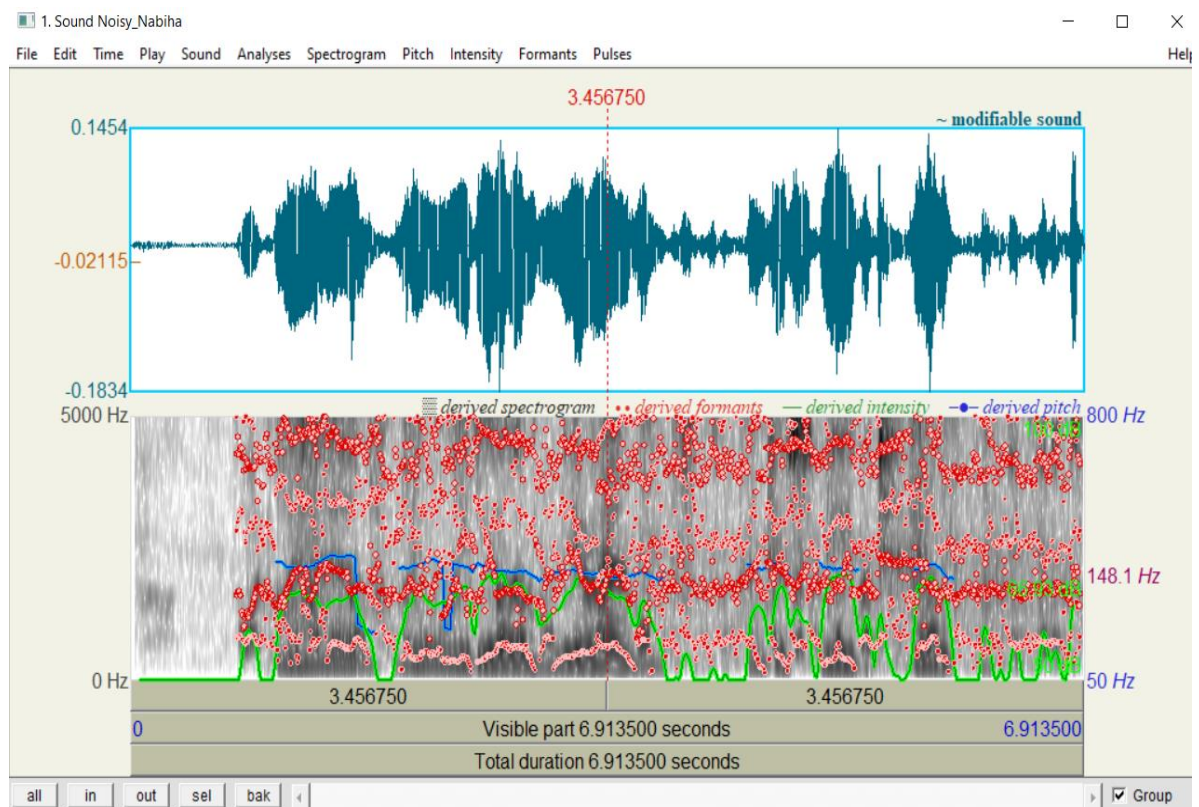 1. Sound Noisy_Nabiha
File Edit Time Play Sound Analyses Spectrogram Pitch Intensity Formants Pulses Help
3.456750
0.1454
~ modifiable sound
-0.02115
-0.1834
derived spectrogram derived formants derived intensity derived pitch
5000 Hz
800 Hz
148.1 Hz
0 Hz
50 Hz
3.456750 3.456750
0 Visible part 6.913500 seconds 6.913500
Total duration 6.913500 seconds
all in out sel bak Group